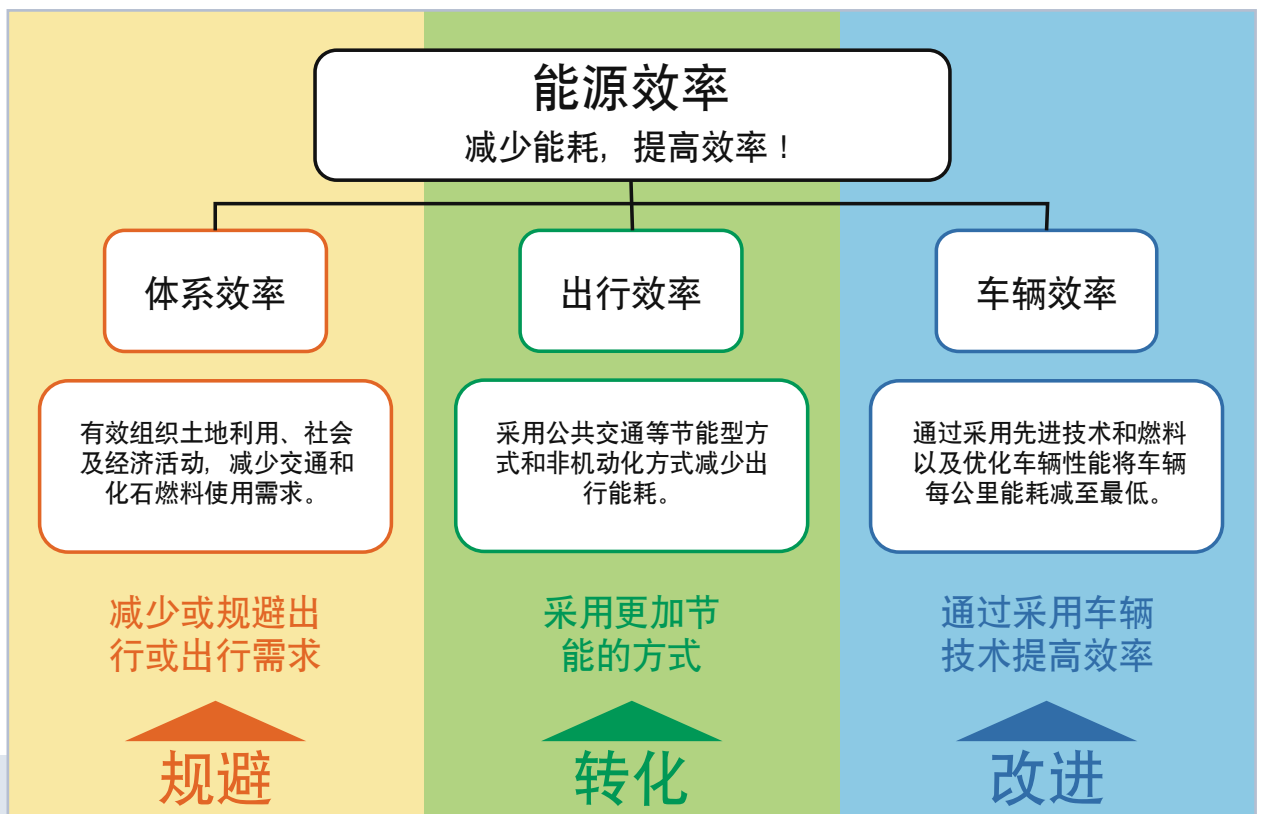 能源效率
减少能耗，提高效率！
体系效率
出行效率
车辆效率
有效组织土地利用、社会
及经济活动，减少交通和
化石燃料使用需求。
采用公共交通等节能型方
式和非机动化方式减少出
行能耗。
通过采用先进技术和燃料
以及优化车辆性能将车辆
每公里能耗减至最低。
减少或规避出
行或出行需求
采用更加节
能的方式
通过采用车辆
技术提高效率
规避
转化
改进